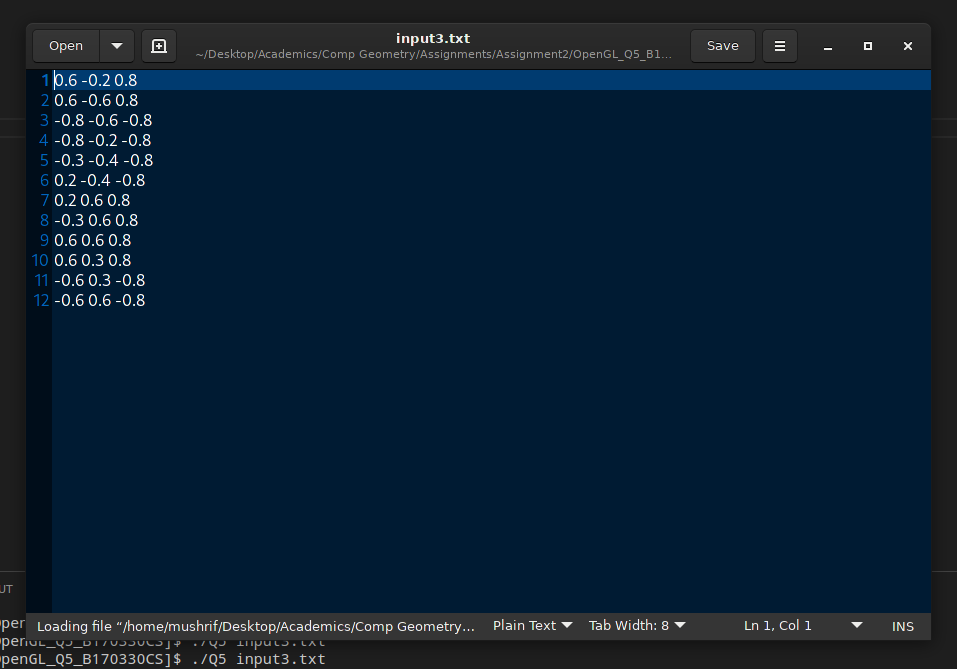 Open
input3.txt
~/Desktop/Academics/Comp Geometry/Assignments/Assignment2/OpenGL_Q5_B1...
Save
1 0.6 -0.2 0.8
2 0.6 -0.6 0.8
3 -0.8 -0.6 -0.8
4 -0.8 -0.2 -0.8
5 -0.3 -0.4 -0.8
6 0.2 -0.4 -0.8
7 0.2 0.6 0.8
8 -0.3 0.6 0.8
9 0.6 0.6 0.8
10 0.6 0.3 0.8
11 -0.6 0.3 -0.8
12 -0.6 0.6 -0.8
UT
pen
Loading file “/home/mushrif/Desktop/Academics/Comp Geometry... Plain Text Tab Width: 8 Ln 1, Col 1 INS
penGL_Q5_B170330CS]$ ./Q5 input3.txt
penGL_Q5_B170330CS]$ ./Q5 input3.txt